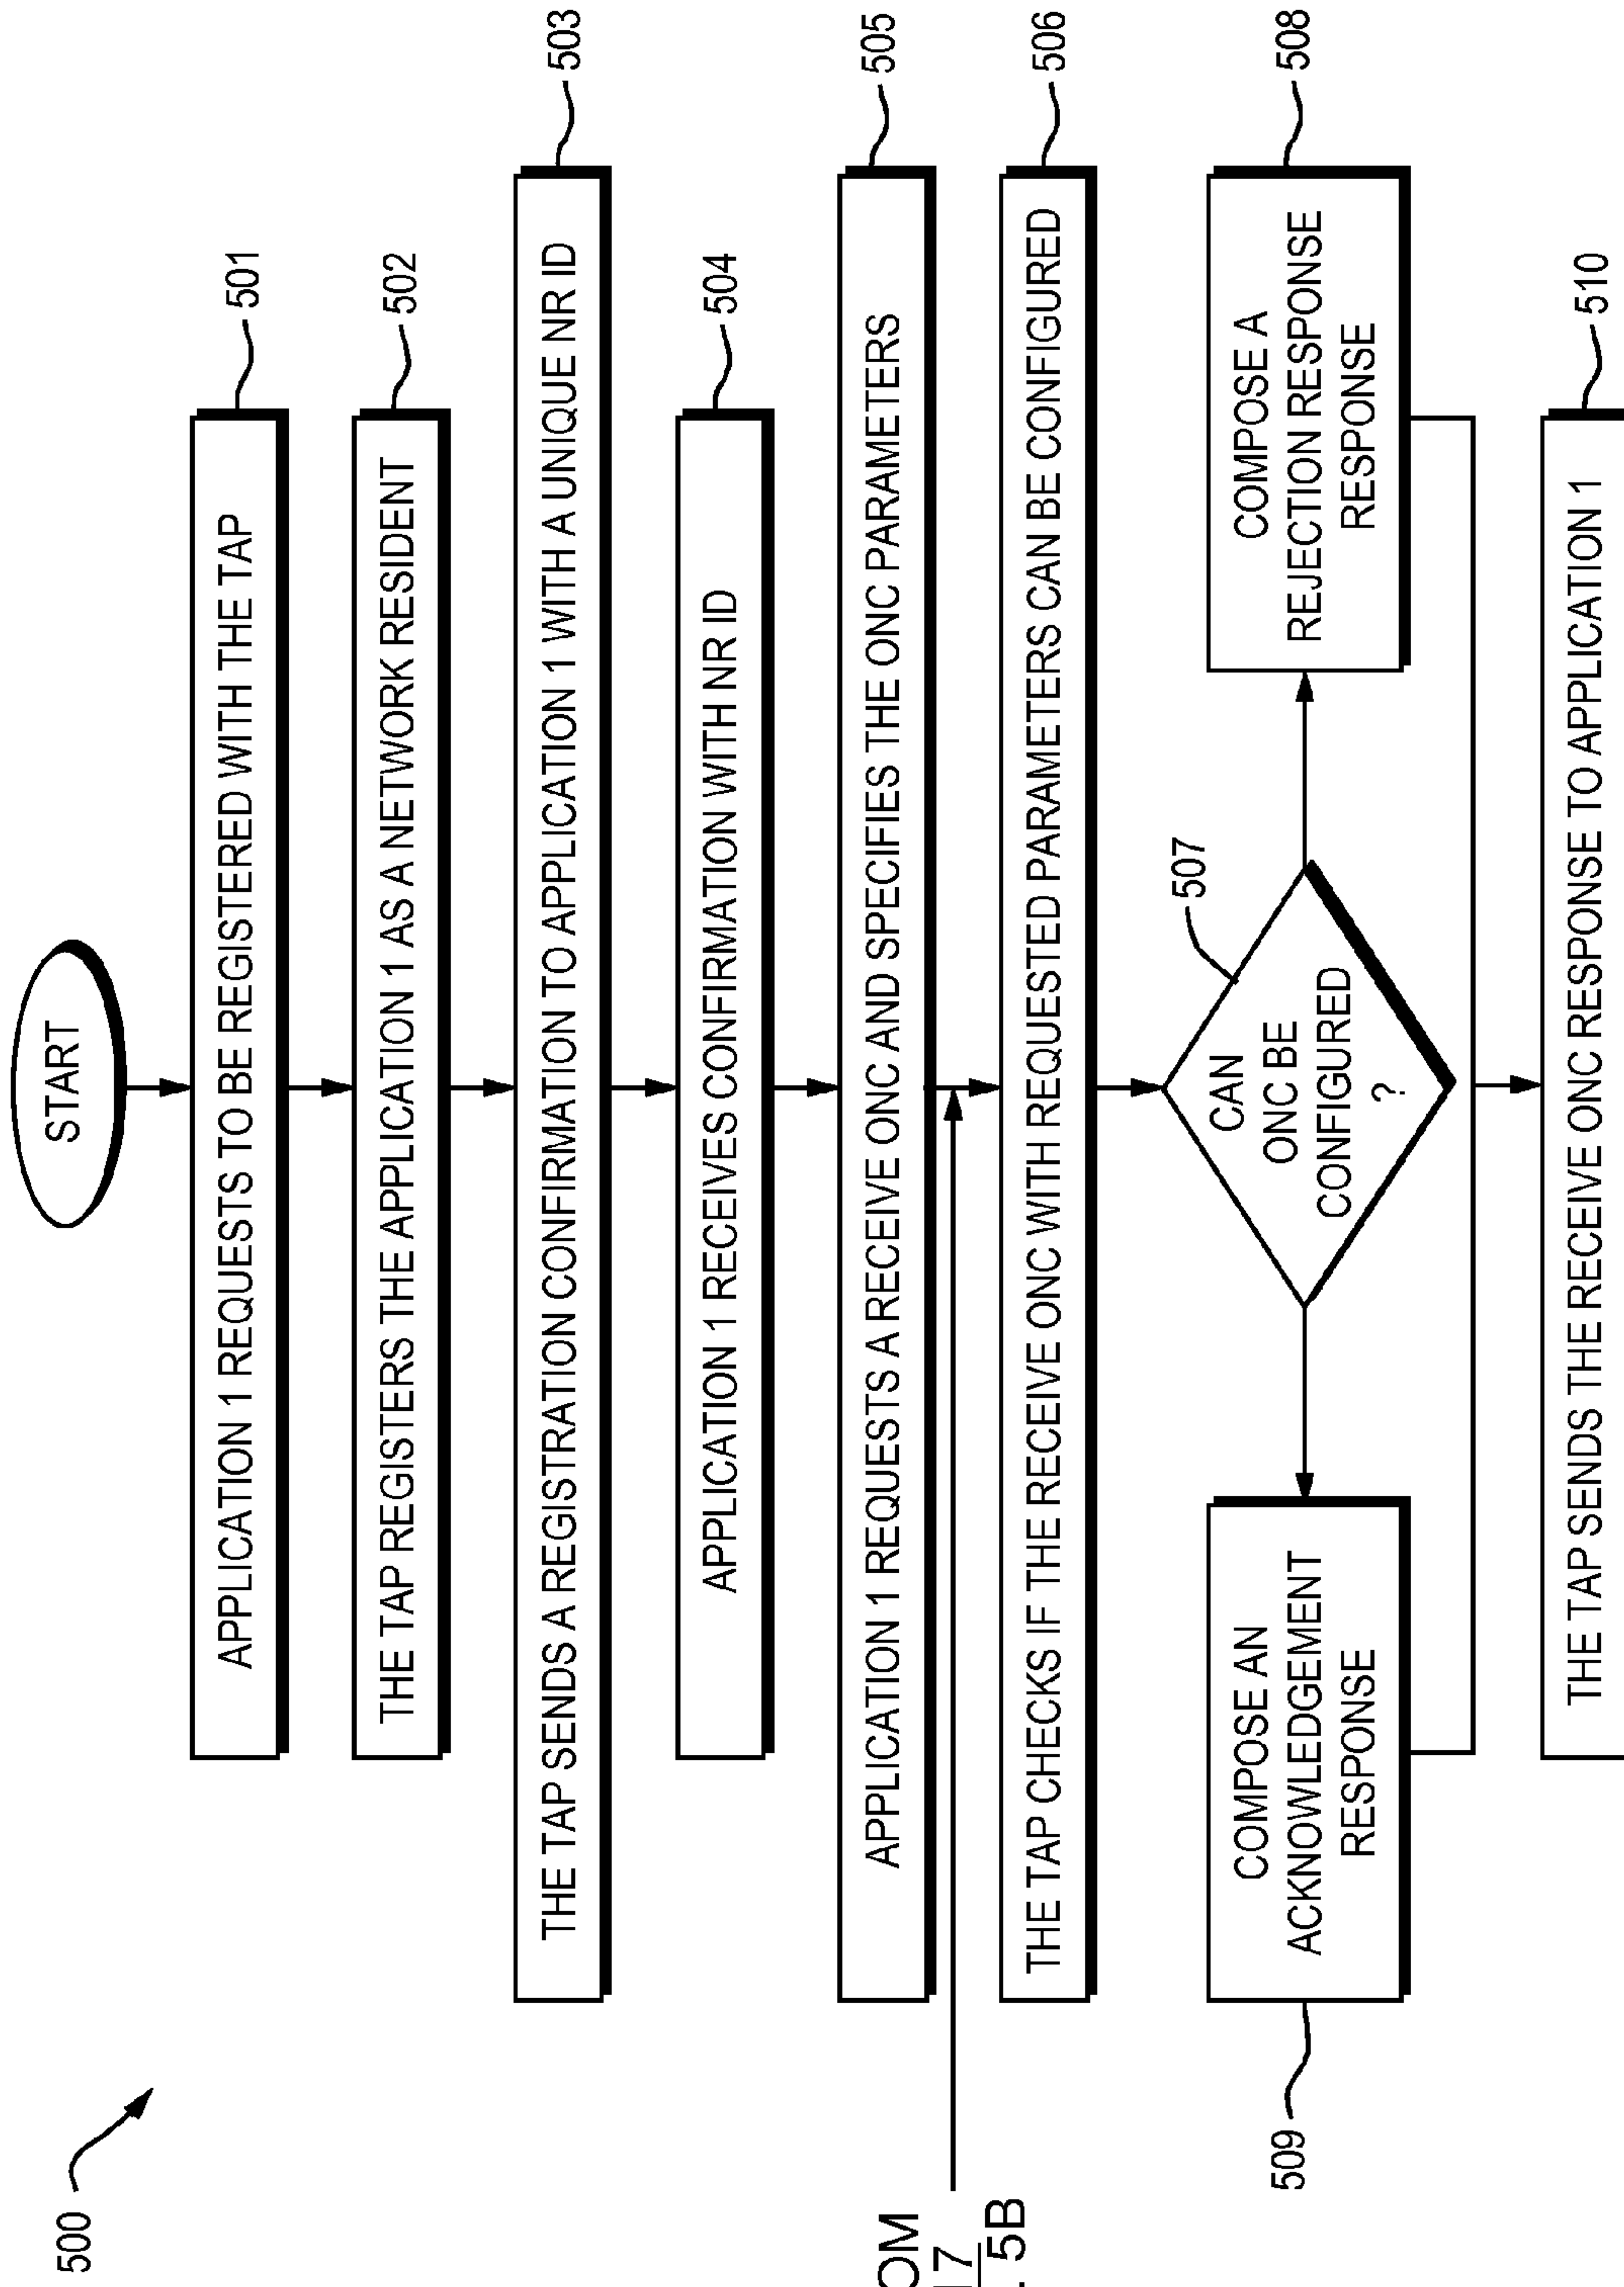 500
START
APPLICATION 1 REQUESTS TO BE REGISTERED WITH THE TAP
501
THE TAP REGISTERS THE APPLICATION 1 AS A NETWORK RESIDENT
502
THE TAP SENDS A REGISTRATION CONFIRMATION TO APPLICATION 1 WITH A UNIQUE NR ID
503
APPLICATION 1 RECEIVES CONFIRMATION WITH NR ID
504
APPLICATION 1 REQUESTS A RECEIVE ONC AND SPECIFIES THE ONC PARAMETERS
505
OM
17
. 5B
THE TAP CHECKS IF THE RECEIVE ONC WITH REQUESTED PARAMETERS CAN BE CONFIGURED
506
CAN
ONC BE
CONFIGURED
?
507
COMPOSE AN
ACKNOWLEDGEMENT
RESPONSE
509
COMPOSE A
REJECTION RESPONSE
RESPONSE
508
THE TAP SENDS THE RECEIVE ONC RESPONSE TO APPLICATION 1
510